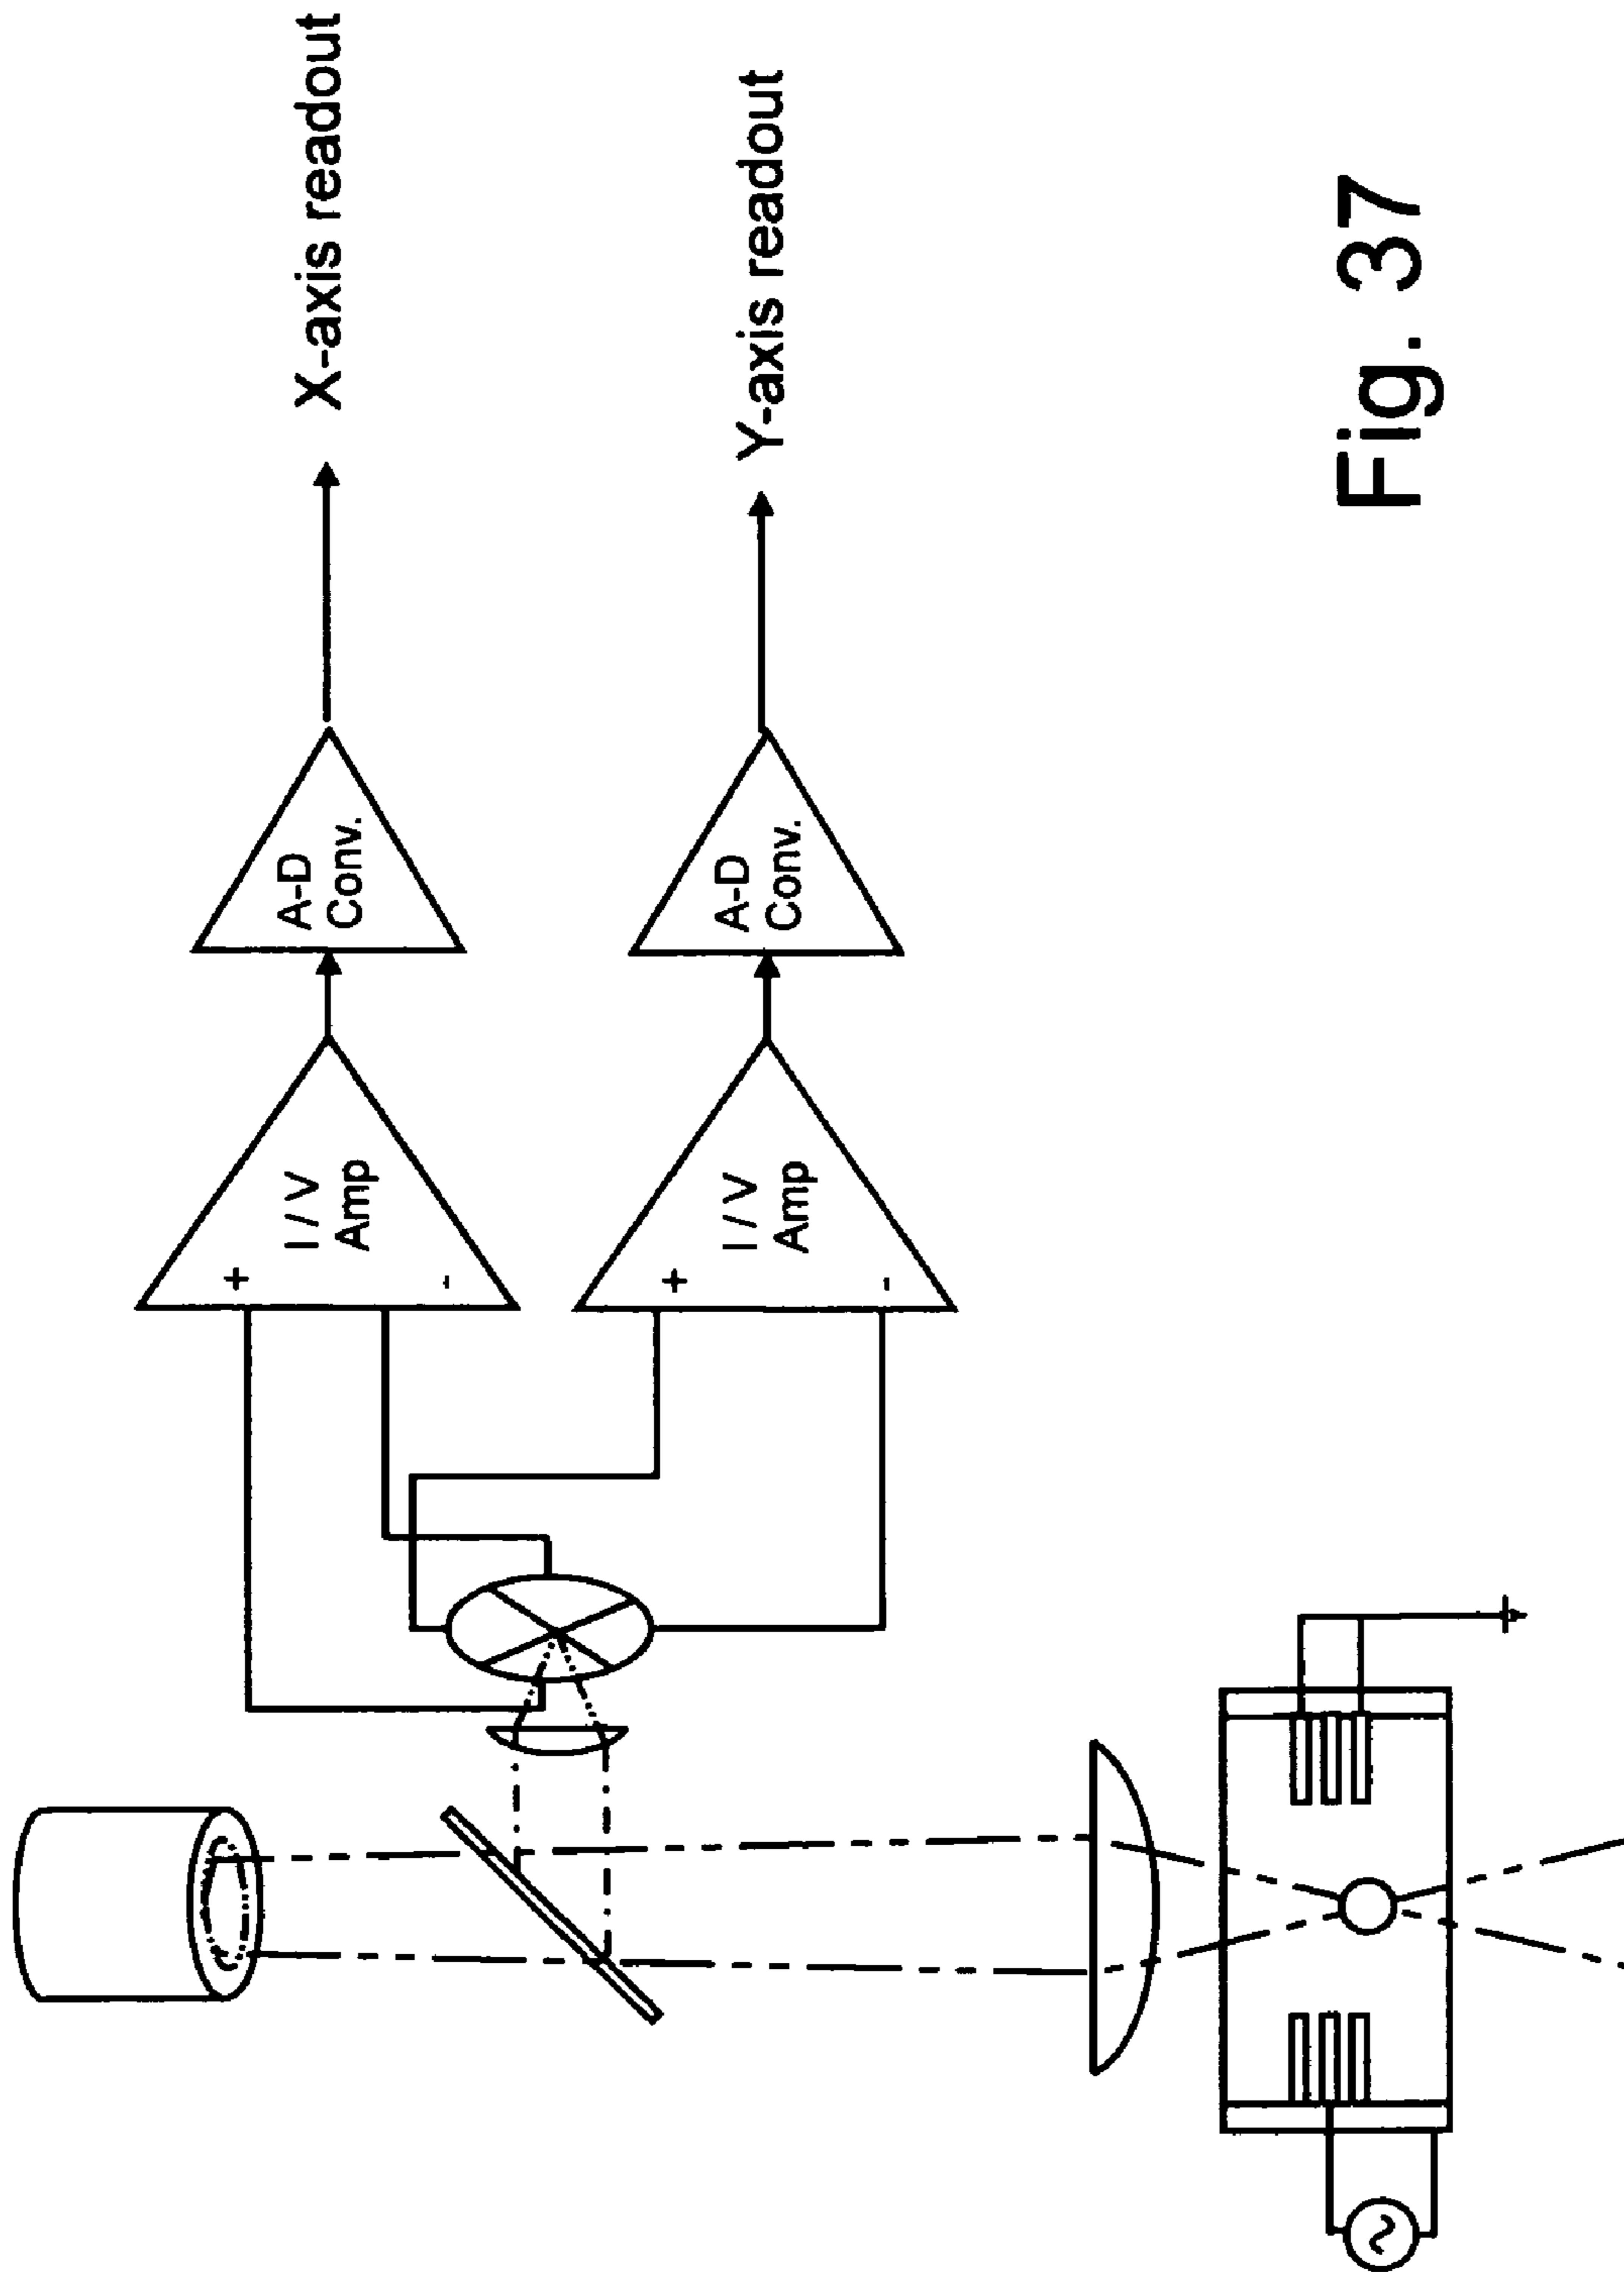 X-axis readout
A-D
Conv.
I / V
Amp
+
-
Y-axis readout
A-D
Conv.
I / V
Amp
+
-
Fig. 37